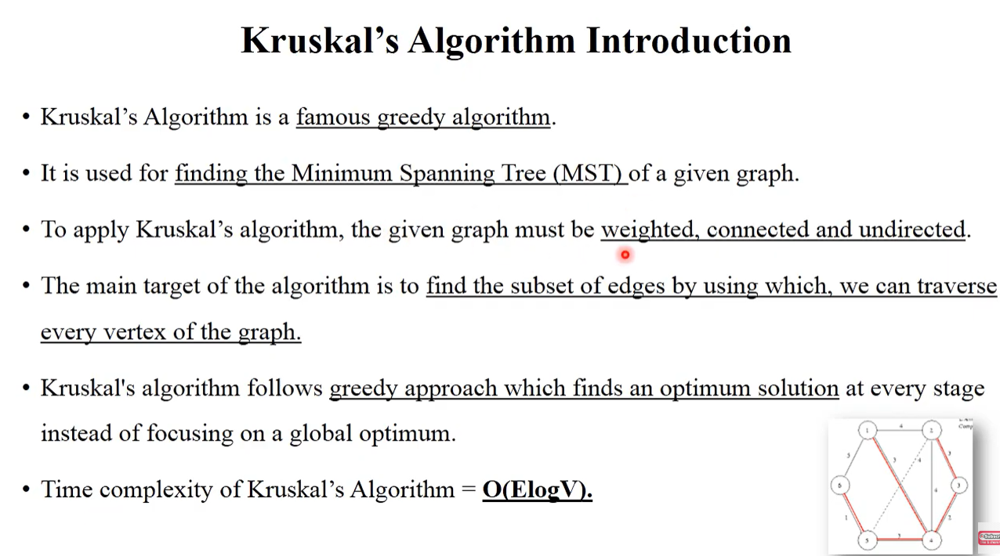 Kruskal’s Algorithm Introduction
• Kruskal’s Algorithm is a famous greedy algorithm.
• It is used for finding the Minimum Spanning Tree (MST) of a given graph.
• To apply Kruskal’s algorithm, the given graph must be weighted, connected and undirected.
• The main target of the algorithm is to find the subset of edges by using which, we can traverse
every vertex of the graph.
• Kruskal's algorithm follows greedy approach which finds an optimum solution at every stage
instead of focusing on a global optimum.
• Time complexity of Kruskal’s Algorithm = O(ElogV).
Comp
1 4 2
5 3 4 3
6 4 3
1 2
5 3 4